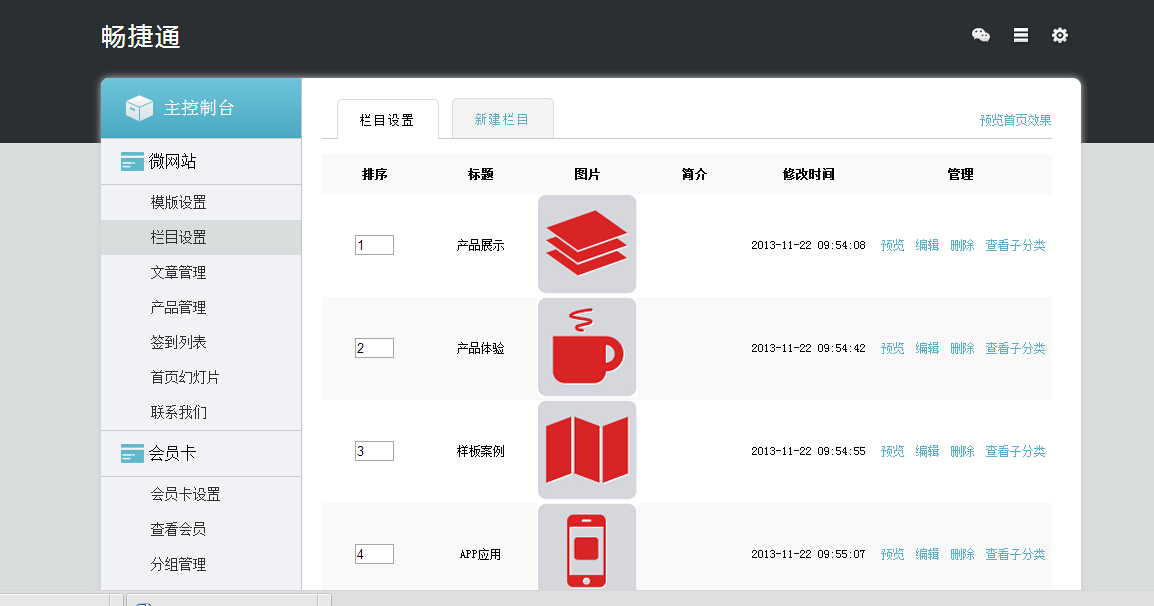 畅捷通
主控制台
微网站
模版设置
栏目设置
文章管理
产品管理
签到列表
首页幻灯片
联系我们
会员卡
会员卡设置
查看会员
分组管理
栏目设置 新建栏目 预览首页效果
排序 标题 图片 简介 修改时间 管理
1 产品展示 2013-11-22 09:54:08 预览 编辑 删除 查看子分类
2 产品体验 2013-11-22 09:54:42 预览 编辑 删除 查看子分类
3 样板案例 2013-11-22 09:54:55 预览 编辑 删除 查看子分类
4 APP应用 2013-11-22 09:55:07 预览 编辑 删除 查看子分类